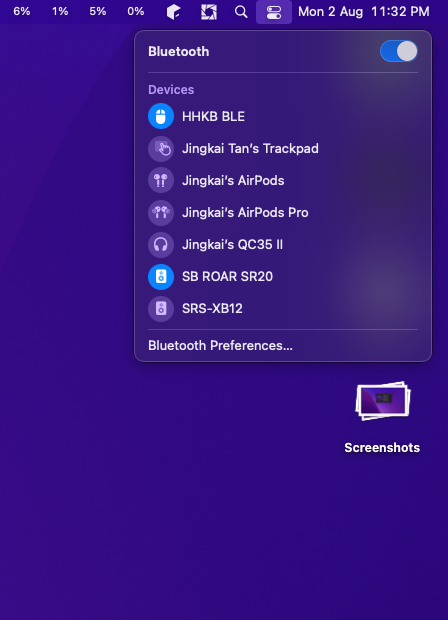 6% 1% 5% 0% Mon 2 Aug 11:32 PM
Bluetooth
Devices
HHKB BLE
Jingkai Tan's Trackpad
Jingkai's AirPods
Jingkai's AirPods Pro
Jingkai's QC35 II
SB ROAR SR20
SRS-XB12
Bluetooth Preferences...
Screenshots